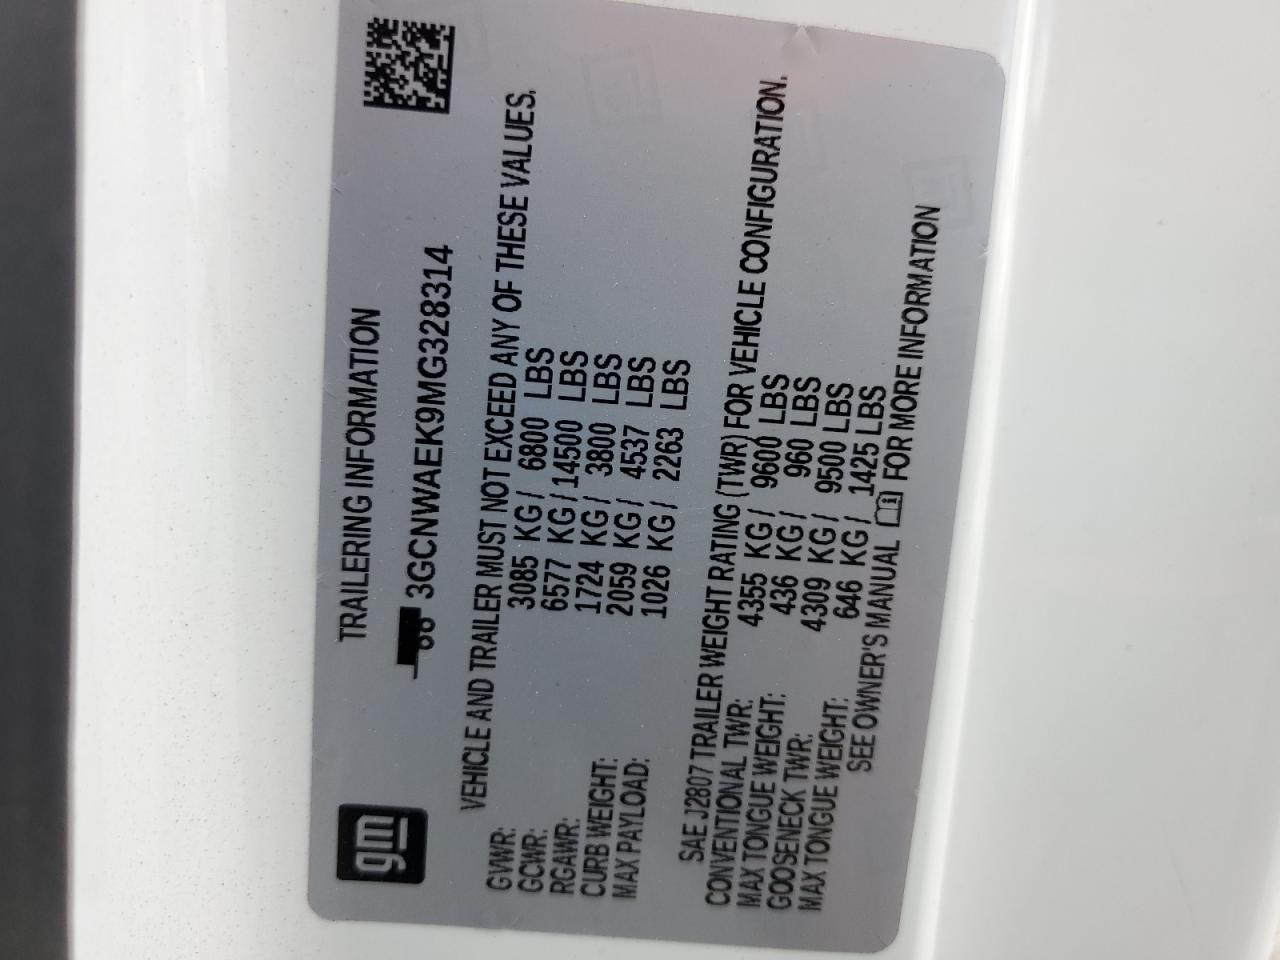 gm
TRAILERING INFORMATION
3GCNWAEK9MG328314
VEHICLE AND TRAILER MUST NOT EXCEED ANY OF THESE VALUES.
GVWR: 3085 KG / 6800 LBS
GCWR: 6577 KG / 14500 LBS
RGAWR: 1724 KG / 3800 LBS
CURB WEIGHT: 2059 KG / 4537 LBS
MAX PAYLOAD: 1026 KG / 2263 LBS
SAE J2807 TRAILER WEIGHT RATING (TWR) FOR VEHICLE CONFIGURATION.
CONVENTIONAL TWR: 4355 KG / 9600 LBS
MAX TONGUE WEIGHT: 436 KG / 960 LBS
GOOSENECK TWR: 4309 KG / 9500 LBS
MAX TONGUE WEIGHT: 646 KG / 1425 LBS
SEE OWNER'S MANUAL FOR MORE INFORMATION